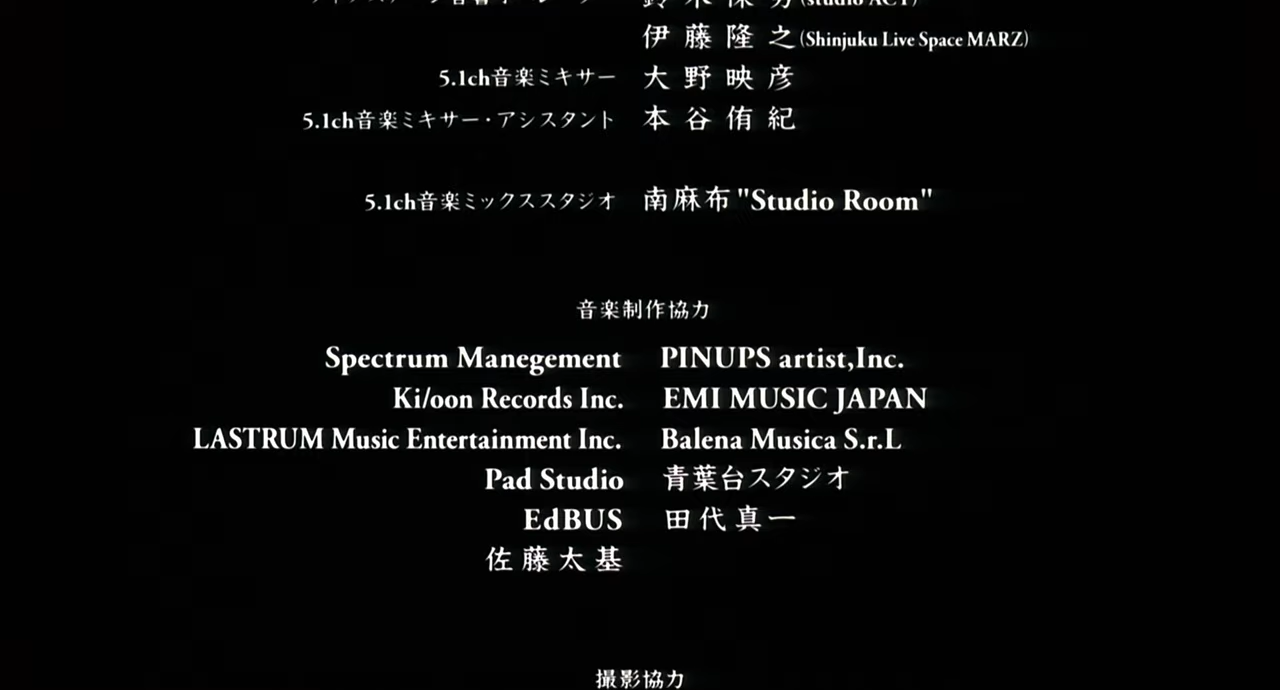 (studio ACT)
伊藤隆之(Shinjuku Live Space MARZ)
5.1ch音楽ミキサー 大野映彦
5.1ch音楽ミキサー・アシスタント 本谷侑紀
5.1ch音楽ミックススタジオ 南麻布"Studio Room"
音楽制作協力
Spectrum Manegement PINUPS artist,Inc.
Ki/oon Records Inc. EMI MUSIC JAPAN
LASTRUM Music Entertainment Inc. Balena Musica S.r.L
Pad Studio 青葉台スタジオ
EdBUS 田代真一
佐藤太基
撮影協力